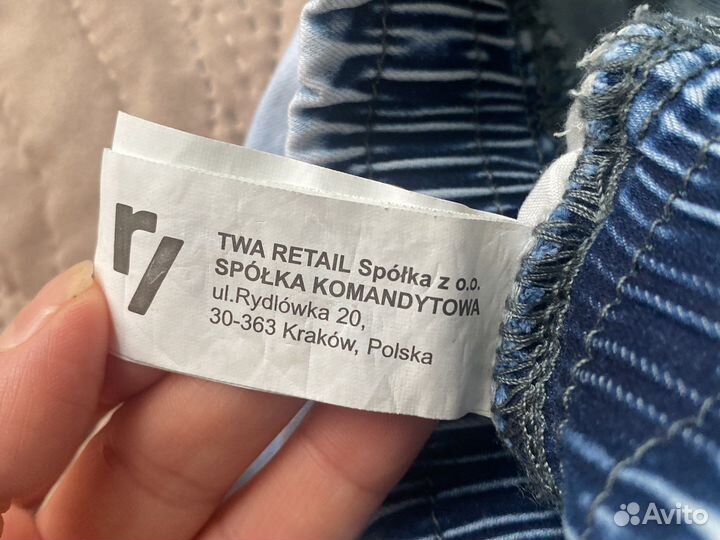 r/
TWA RETAIL Spółka z o.o.
SPÓŁKA KOMANDYTOWA
ul.Rydlówka 20,
30-363 Kraków, Polska
Avito